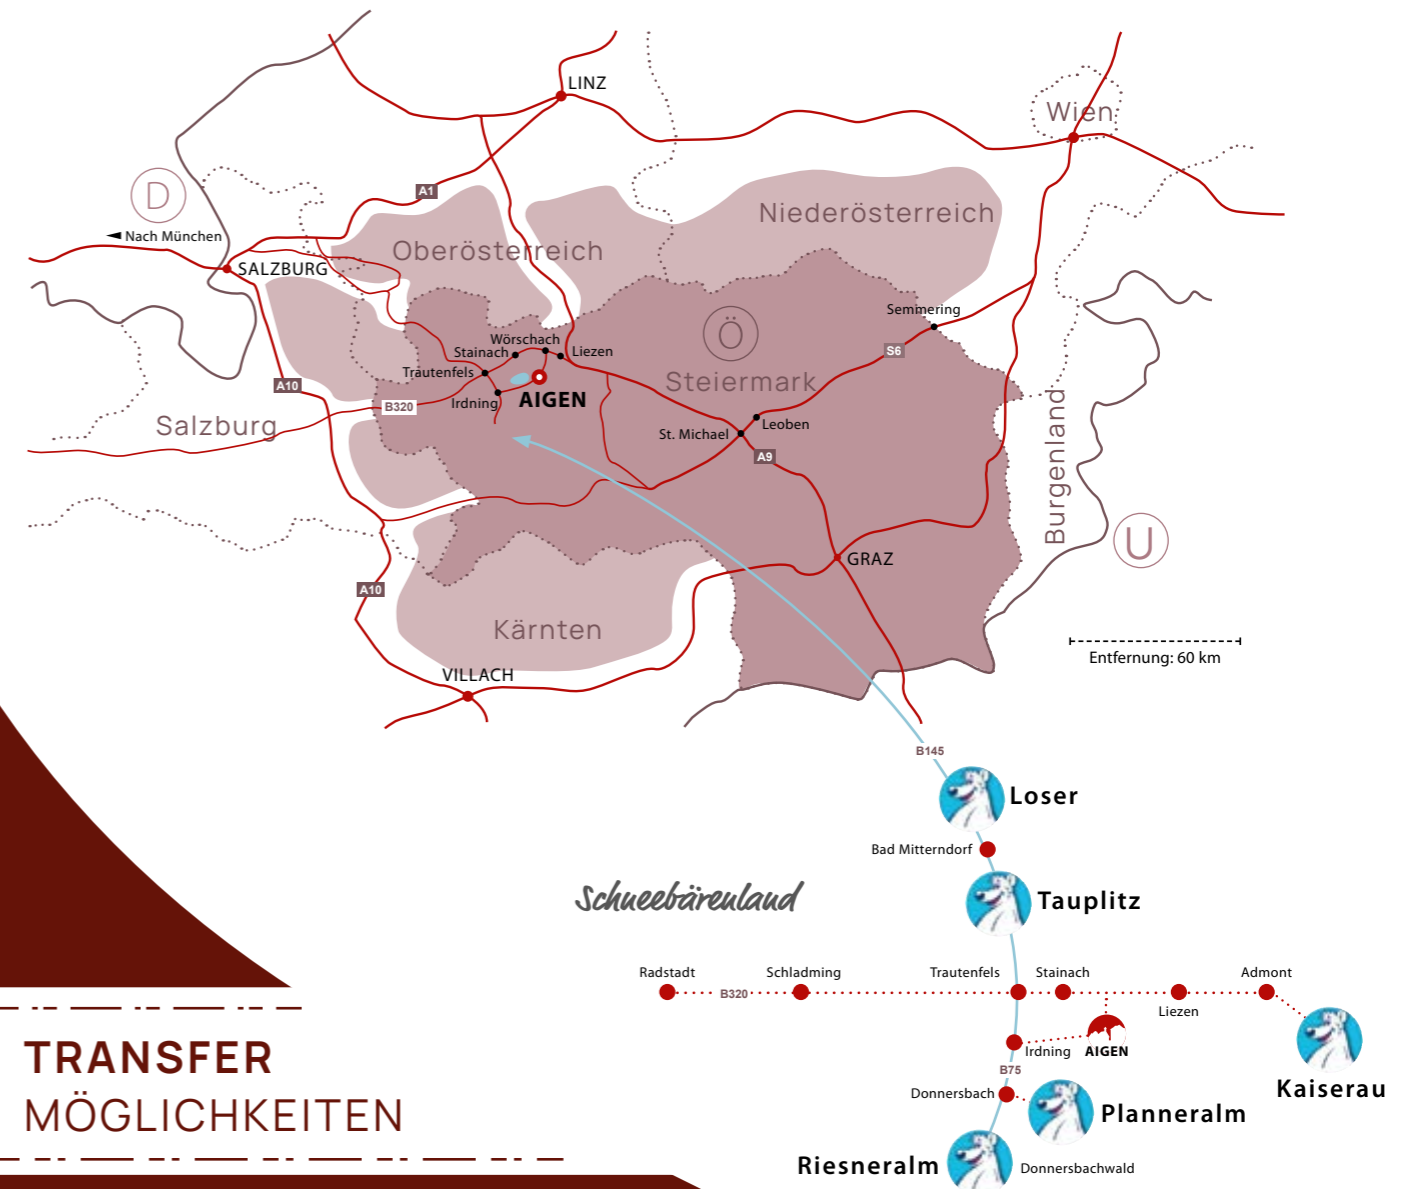 LINZ
Wien
A1
D
Niederösterreich
Nach München
Oberösterreich
SALZBURG
Semmering
Ö
Wörschach
Stainach
Liezen
S6
Trautenfels
Steiermark
A10
Irdning
AIGEN
B320
Salzburg
Leoben
St. Michael
A9
Burgenland
U
GRAZ
A10
Kärnten
Entfernung: 60 km
VILLACH
B145
Loser
Bad Mitterndorf
Schneebärenland
Tauplitz
Radstadt
Schladming
Trautenfels
Stainach
Admont
B320
Liezen
Irdning
AIGEN
B75
Kaiserau
Donnersbach
Planneralm
Riesneralm
Donnersbachwald
TRANSFER
MÖGLICHKEITEN